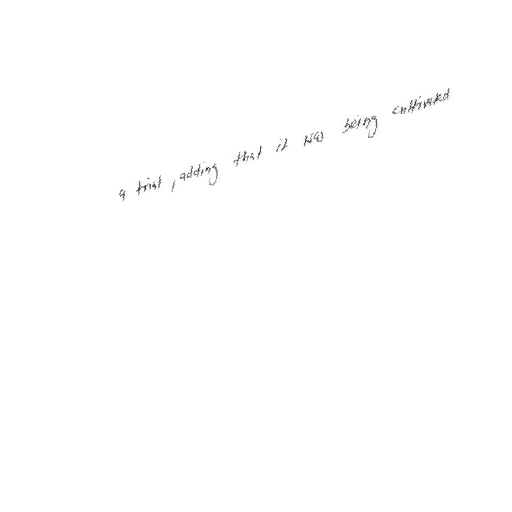 a trial, adding that it was being cultivated